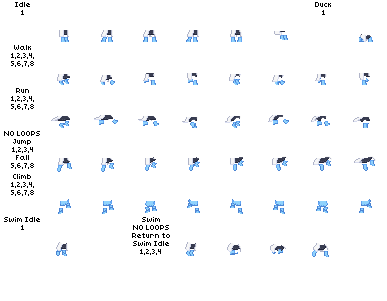 Idle
1
Duck
1
Walk
1,2,3,4,
5,6,7,8
Run
1,2,3,4,
5,6,7,8
NO LOOPS
Jump
1,2,3,4
Fall
5,6,7,8
Climb
1,2,3,4,
5,6,7,8
Swim Idle
1
Swim
NO LOOPS
Return to
Swim Idle
1,2,3,4